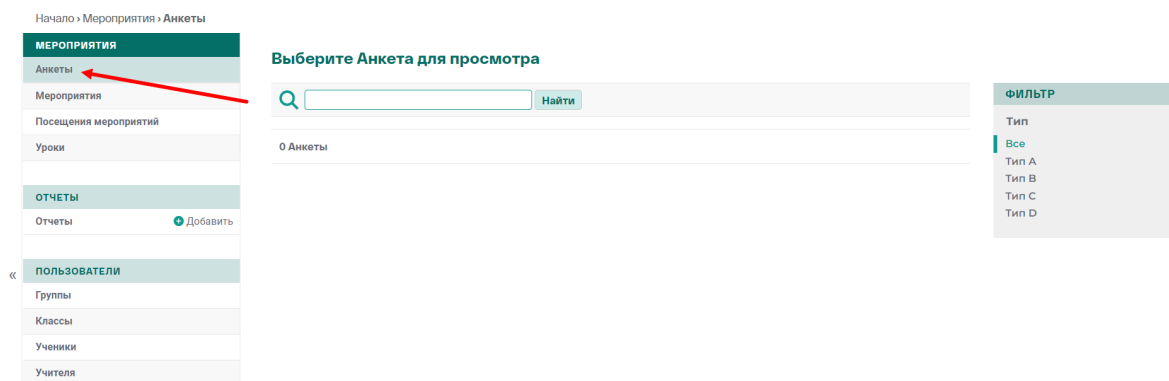 Начало › Мероприятия › Анкеты
МЕРОПРИЯТИЯ
Анкеты
Мероприятия
Посещения мероприятий
Уроки
ОТЧЕТЫ
Отчеты Добавить
«
ПОЛЬЗОВАТЕЛИ
Группы
Классы
Ученики
Учителя
Выберите Анкета для просмотра
Найти
0 Анкеты
ФИЛЬТР
Тип
Все
Тип A
Тип B
Тип C
Тип D